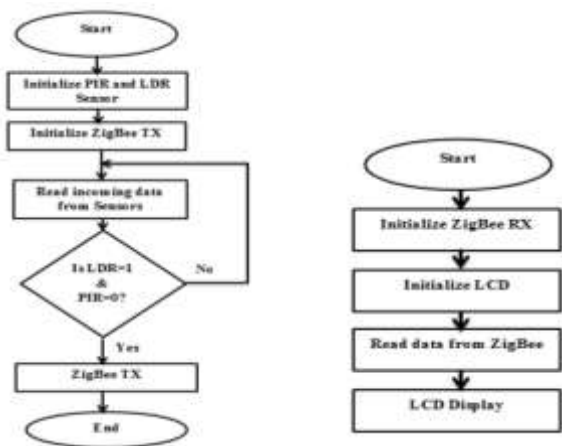 Start
Initialize PIR and LDR
Sensor
Initialize ZigBee TX
Read incoming data
from Sensors
Is LDR=1
&
PIR=0?
No
Yes
ZigBee TX
End
Start
Initialize ZigBee RX
Initialize LCD
Read data from ZigBee
LCD Display